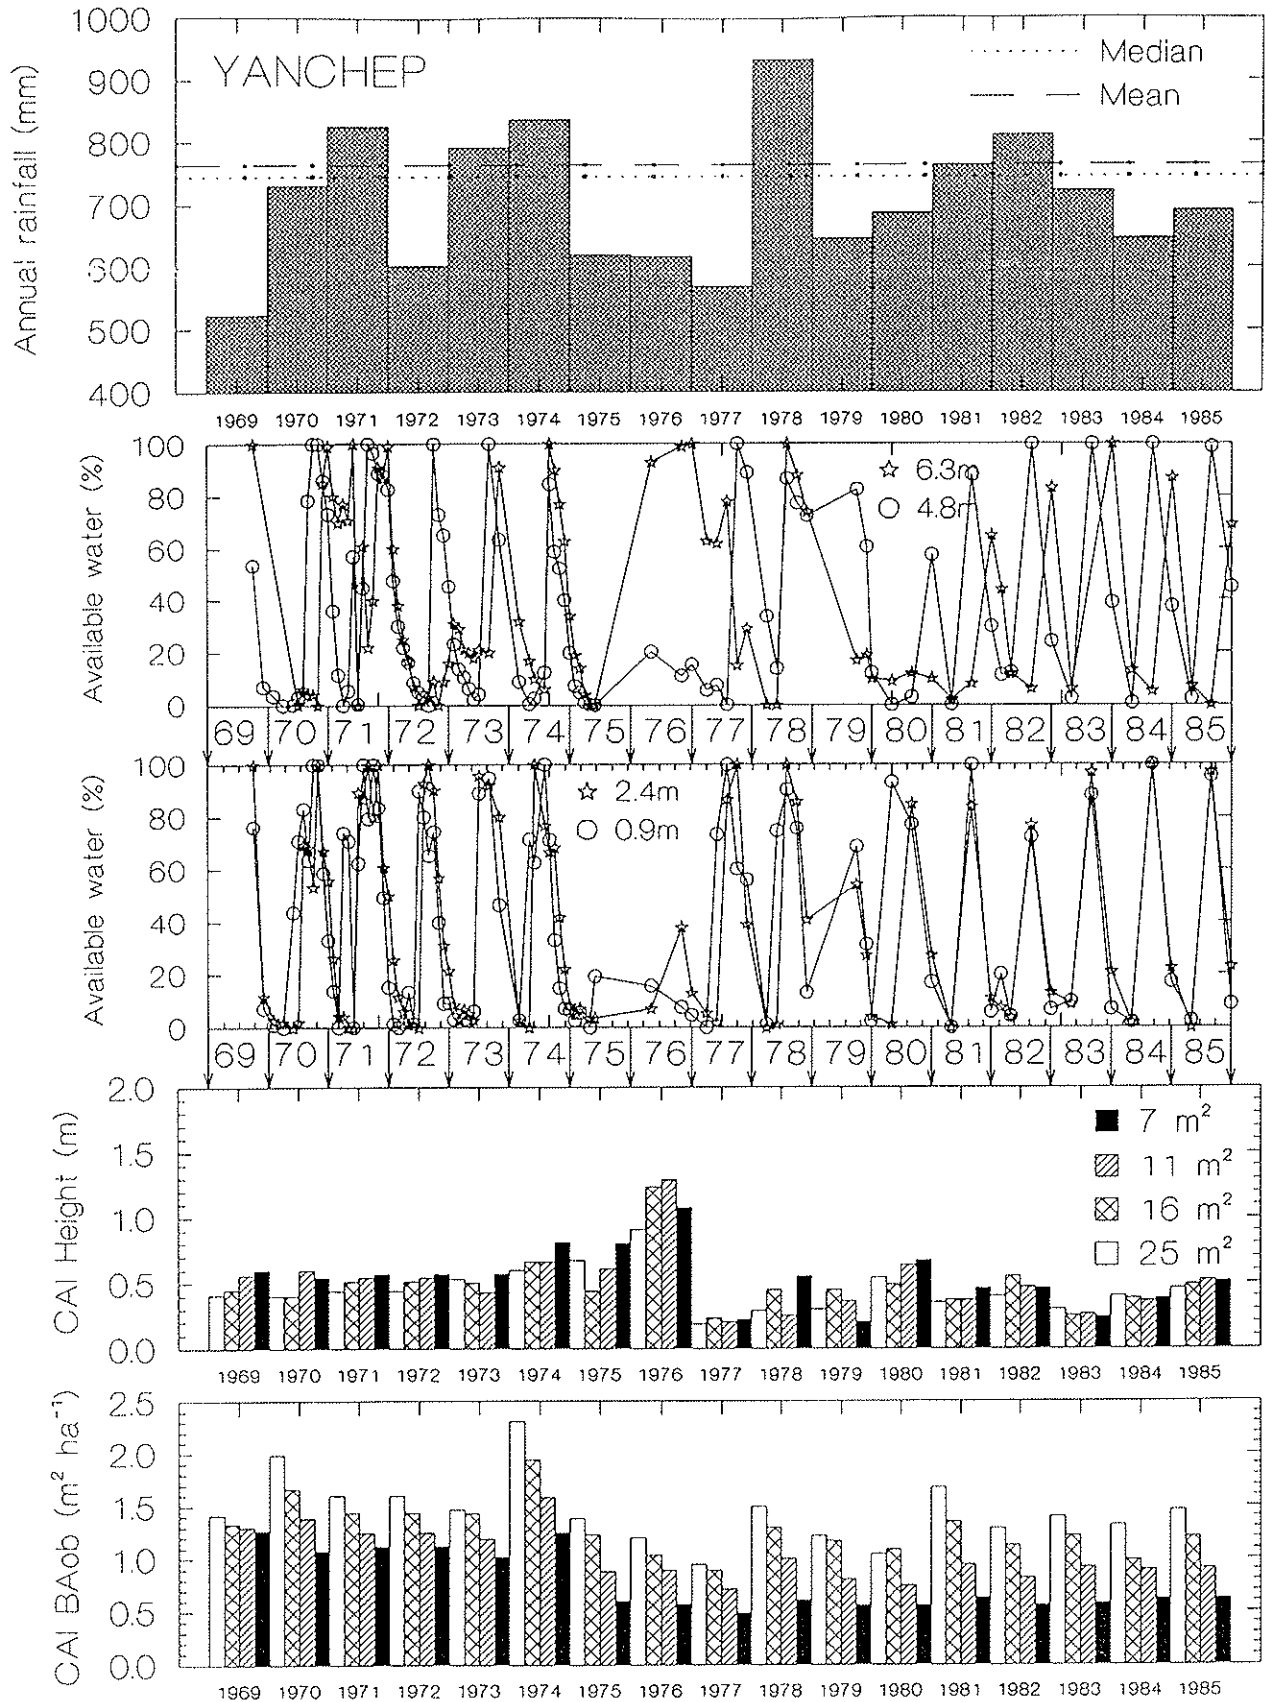 YANCHEP
Median
Mean
Annual rainfall (mm)
1000
900
800
700
600
500
400
1969 1970 1971 1972 1973 1974 1975 1976 1977 1978 1979 1980 1981 1982 1983 1984 1985
Available water (%)
100
80
60
40
20
0
6.3m
4.8m
69 70 71 72 73 74 75 76 77 78 79 80 81 82 83 84 85
Available water (%)
100
80
60
40
20
0
2.4m
0.9m
69 70 71 72 73 74 75 76 77 78 79 80 81 82 83 84 85
CAI Height (m)
2.0
1.5
1.0
0.5
0.0
7 m²
11 m²
16 m²
25 m²
1969 1970 1971 1972 1973 1974 1975 1976 1977 1978 1979 1980 1981 1982 1983 1984 1985
CAI BAob (m² ha⁻¹)
2.5
2.0
1.5
1.0
0.5
0.0
1969 1970 1971 1972 1973 1974 1975 1976 1977 1978 1979 1980 1981 1982 1983 1984 1985